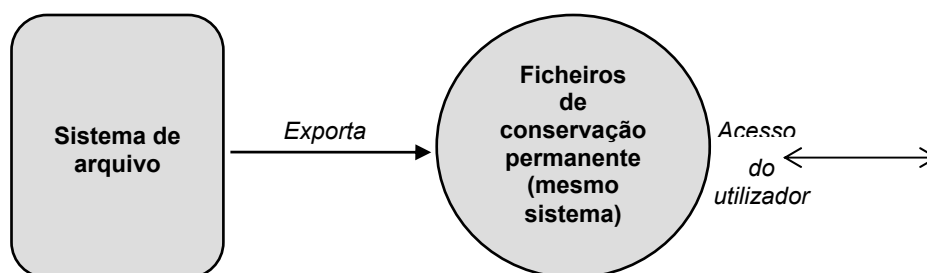 Sistema de
arquivo
Exporta
Ficheiros
de
conservação
permanente
(mesmo
sistema)
Acesso
do
utilizador